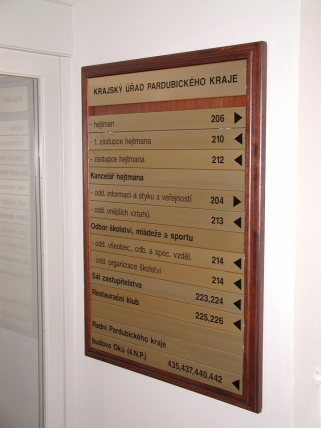 KRAJSKÝ ÚŘAD PARDUBICKÉHO KRAJE
- hejtman 206
- 1. zástupce hejtmana 210
- zástupce hejtmana 212
Kancelář hejtmana
- odd. informací a styku s veřejností 204
- odd. vnějších vztahů 213
Odbor školství, mládeže a sportu
- odd. všeobec., odb. a spec. vzděl. 214
- odd. organizace školství 214
Sál zastupitelstva 223,224
Restaurační klub 225,226
Radní Pardubického kraje
budova Okú (4.N.P.) 435,437,440,442